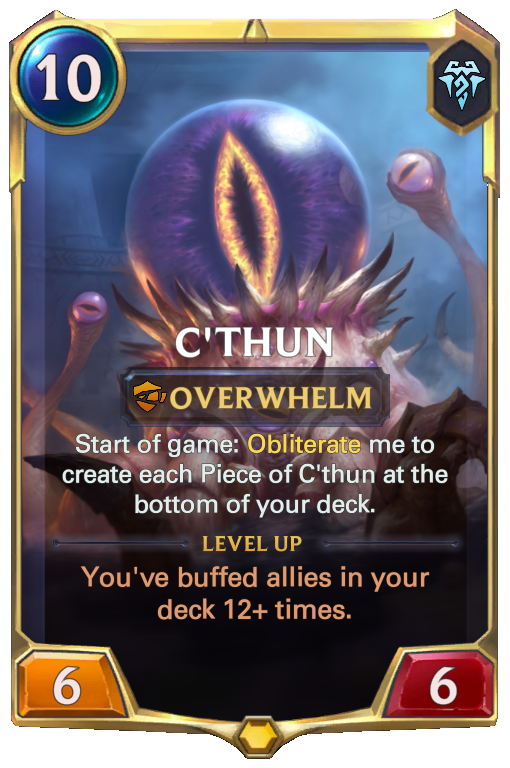 10
C'THUN
OVERWHELM
Start of game: Obliterate me to
create each Piece of C'thun at the
bottom of your deck.
LEVEL UP
You've buffed allies in your
deck 12+ times.
6
6